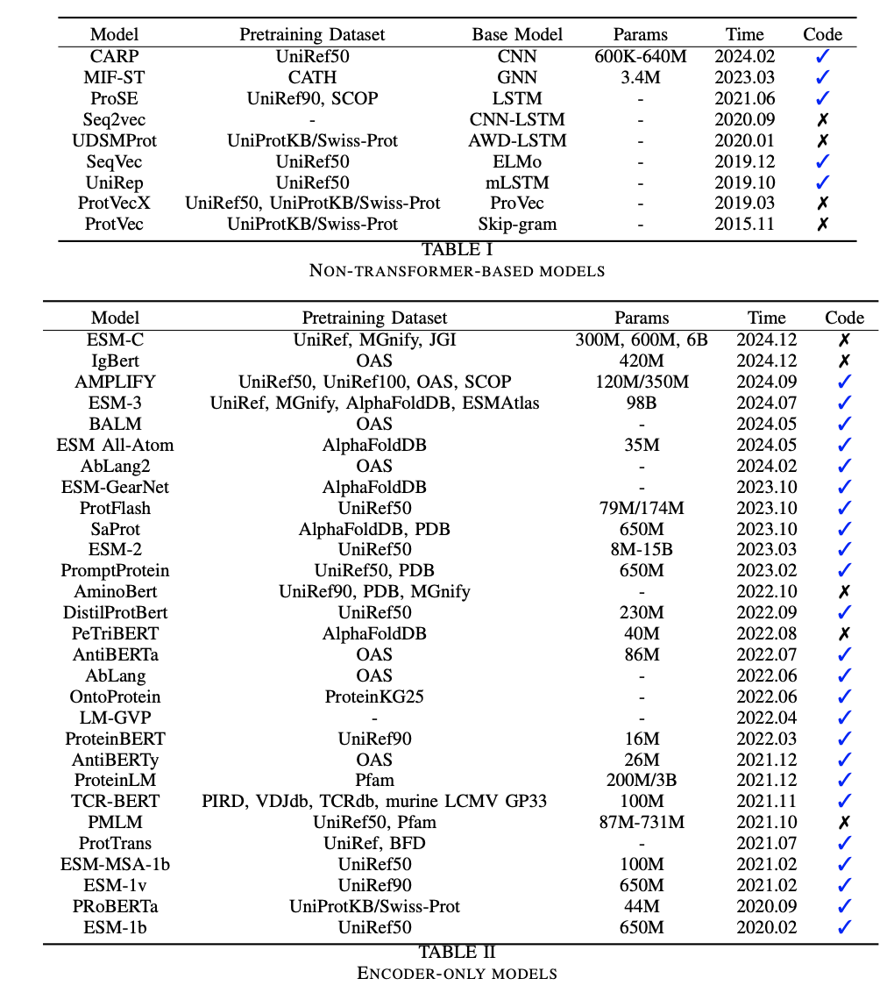 Model Pretraining Dataset Base Model Params Time Code
CARP UniRef50 CNN 600K-640M 2024.02 ✓
MIF-ST CATH GNN 3.4M 2023.03 ✓
ProSE UniRef90, SCOP LSTM - 2021.06 ✓
Seq2vec - CNN-LSTM - 2020.09 ✗
UDSMProt UniProtKB/Swiss-Prot AWD-LSTM - 2020.01 ✗
SeqVec UniRef50 ELMo - 2019.12 ✓
UniRep UniRef50 mLSTM - 2019.10 ✓
ProtVecX UniRef50, UniProtKB/Swiss-Prot ProVec - 2019.03 ✗
ProtVec UniProtKB/Swiss-Prot Skip-gram - 2015.11 ✗
TABLE I
NON-TRANSFORMER-BASED MODELS
Model Pretraining Dataset Params Time Code
ESM-C UniRef, MGnify, JGI 300M, 600M, 6B 2024.12 ✗
IgBert OAS 420M 2024.12 ✗
AMPLIFY UniRef50, UniRef100, OAS, SCOP 120M/350M 2024.09 ✓
ESM-3 UniRef, MGnify, AlphaFoldDB, ESMAtlas 98B 2024.07 ✓
BALM OAS - 2024.05 ✓
ESM All-Atom AlphaFoldDB 35M 2024.05 ✓
AbLang2 OAS - 2024.02 ✓
ESM-GearNet AlphaFoldDB - 2023.10 ✓
ProtFlash UniRef50 79M/174M 2023.10 ✓
SaProt AlphaFoldDB, PDB 650M 2023.10 ✓
ESM-2 UniRef50 8M-15B 2023.03 ✓
PromptProtein UniRef50, PDB 650M 2023.02 ✓
AminoBert UniRef90, PDB, MGnify - 2022.10 ✗
DistilProtBert UniRef50 230M 2022.09 ✓
PeTriBERT AlphaFoldDB 40M 2022.08 ✗
AntiBERTa OAS 86M 2022.07 ✓
AbLang OAS - 2022.06 ✓
OntoProtein ProteinKG25 - 2022.06 ✓
LM-GVP - - 2022.04 ✓
ProteinBERT UniRef90 16M 2022.03 ✓
AntiBERTy OAS 26M 2021.12 ✓
ProteinLM Pfam 200M/3B 2021.12 ✓
TCR-BERT PIRD, VDJdb, TCRdb, murine LCMV GP33 100M 2021.11 ✓
PMLM UniRef50, Pfam 87M-731M 2021.10 ✗
ProtTrans UniRef, BFD - 2021.07 ✓
ESM-MSA-1b UniRef50 100M 2021.02 ✓
ESM-1v UniRef90 650M 2021.02 ✓
PRoBERTa UniProtKB/Swiss-Prot 44M 2020.09 ✓
ESM-1b UniRef50 650M 2020.02 ✓
TABLE II
ENCODER-ONLY MODELS